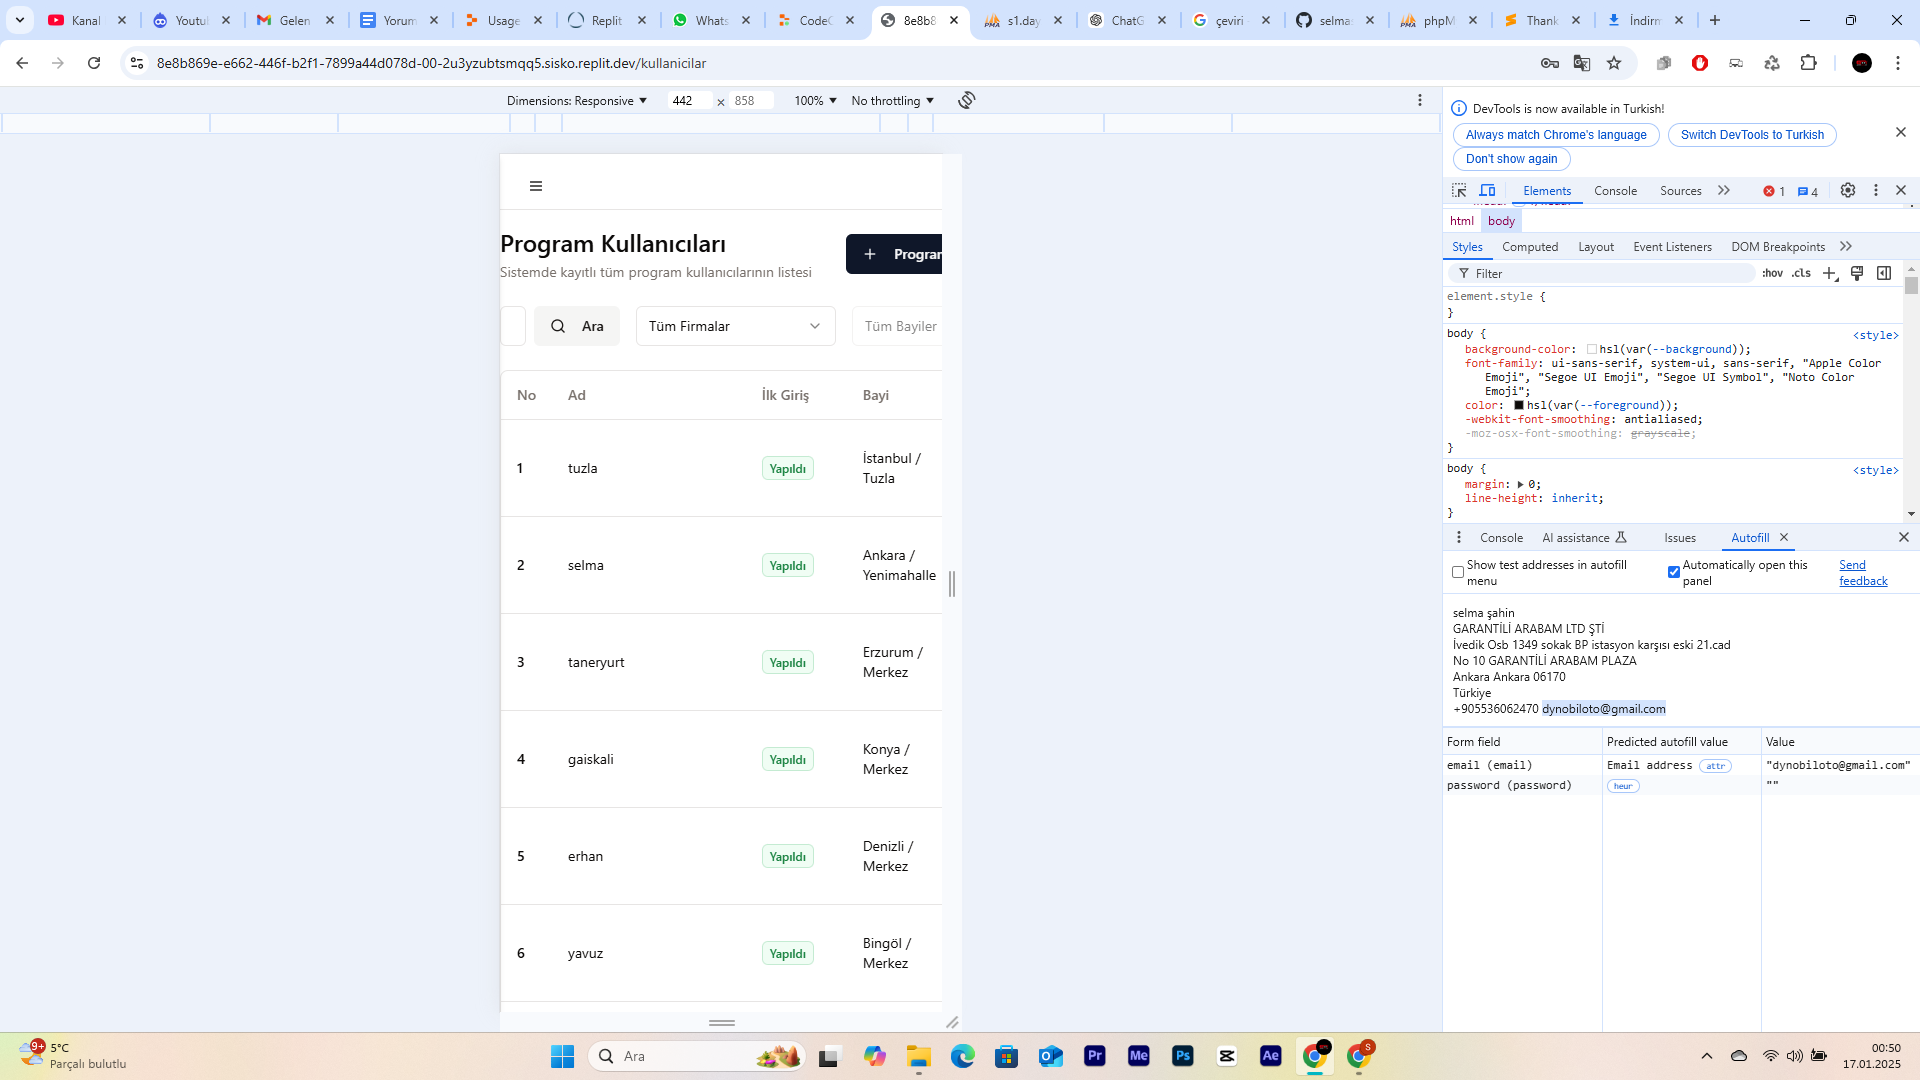 Kanal
Youtu
Gelen
Yorum
Usage
Replit
Whats
CodeC
8e8b8
s1.day
ChatG
çeviri
selma
phpM
Thank
İndirm
8e8b869e-e662-446f-b2f1-7899a44d078d-00-2u3yzubtsmqq5.sisko.replit.dev/kullanicilar
Dimensions: Responsive 442 × 858 100% No throttling
Program Kullanıcıları
Sistemde kayıtlı tüm program kullanıcılarının listesi
+ Prograr
Ara
Tüm Firmalar
Tüm Bayiler
No Ad İlk Giriş Bayi
1 tuzla Yapıldı İstanbul /
Tuzla
2 selma Yapıldı Ankara /
Yenimahalle
3 taneryurt Yapıldı Erzurum /
Merkez
4 gaiskali Yapıldı Konya /
Merkez
5 erhan Yapıldı Denizli /
Merkez
6 yavuz Yapıldı Bingöl /
Merkez
DevTools is now available in Turkish!
Always match Chrome's language
Switch DevTools to Turkish
Don't show again
Elements Console Sources 1 4
html body
Styles Computed Layout Event Listeners DOM Breakpoints
Filter :hov .cls
element.style {
}
body { <style>
background-color: hsl(var(--background));
font-family: ui-sans-serif, system-ui, sans-serif, "Apple Color
Emoji", "Segoe UI Emoji", "Segoe UI Symbol", "Noto Color
Emoji";
color: hsl(var(--foreground));
-webkit-font-smoothing: antialiased;
-moz-osx-font-smoothing: grayscale;
}
body { <style>
margin: 0;
line-height: inherit;
}
Console AI assistance Issues Autofill
Show test addresses in autofill
menu
Automatically open this
panel
Send
feedback
selma şahin
GARANTİLİ ARABAM LTD ŞTİ
İvedik Osb 1349 sokak BP istasyon karşısı eski 21.cad
No 10 GARANTİLİ ARABAM PLAZA
Ankara Ankara 06170
Türkiye
+905536062470 dynobiloto@gmail.com
Form field Predicted autofill value Value
email (email) Email address attr "dynobiloto@gmail.com"
password (password) heur ""
9+
5°C
Parçalı bulutlu
Ara
Pr
Me
Ps
Ae
S
00:50
17.01.2025